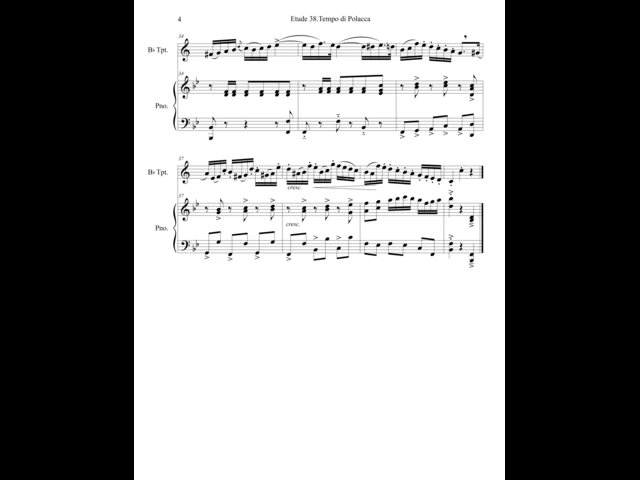 4
Etude 38.Tempo di Polacca
34
B♭ Tpt.
34
Pno.
37
B♭ Tpt.
cresc.
37
Pno.
cresc.